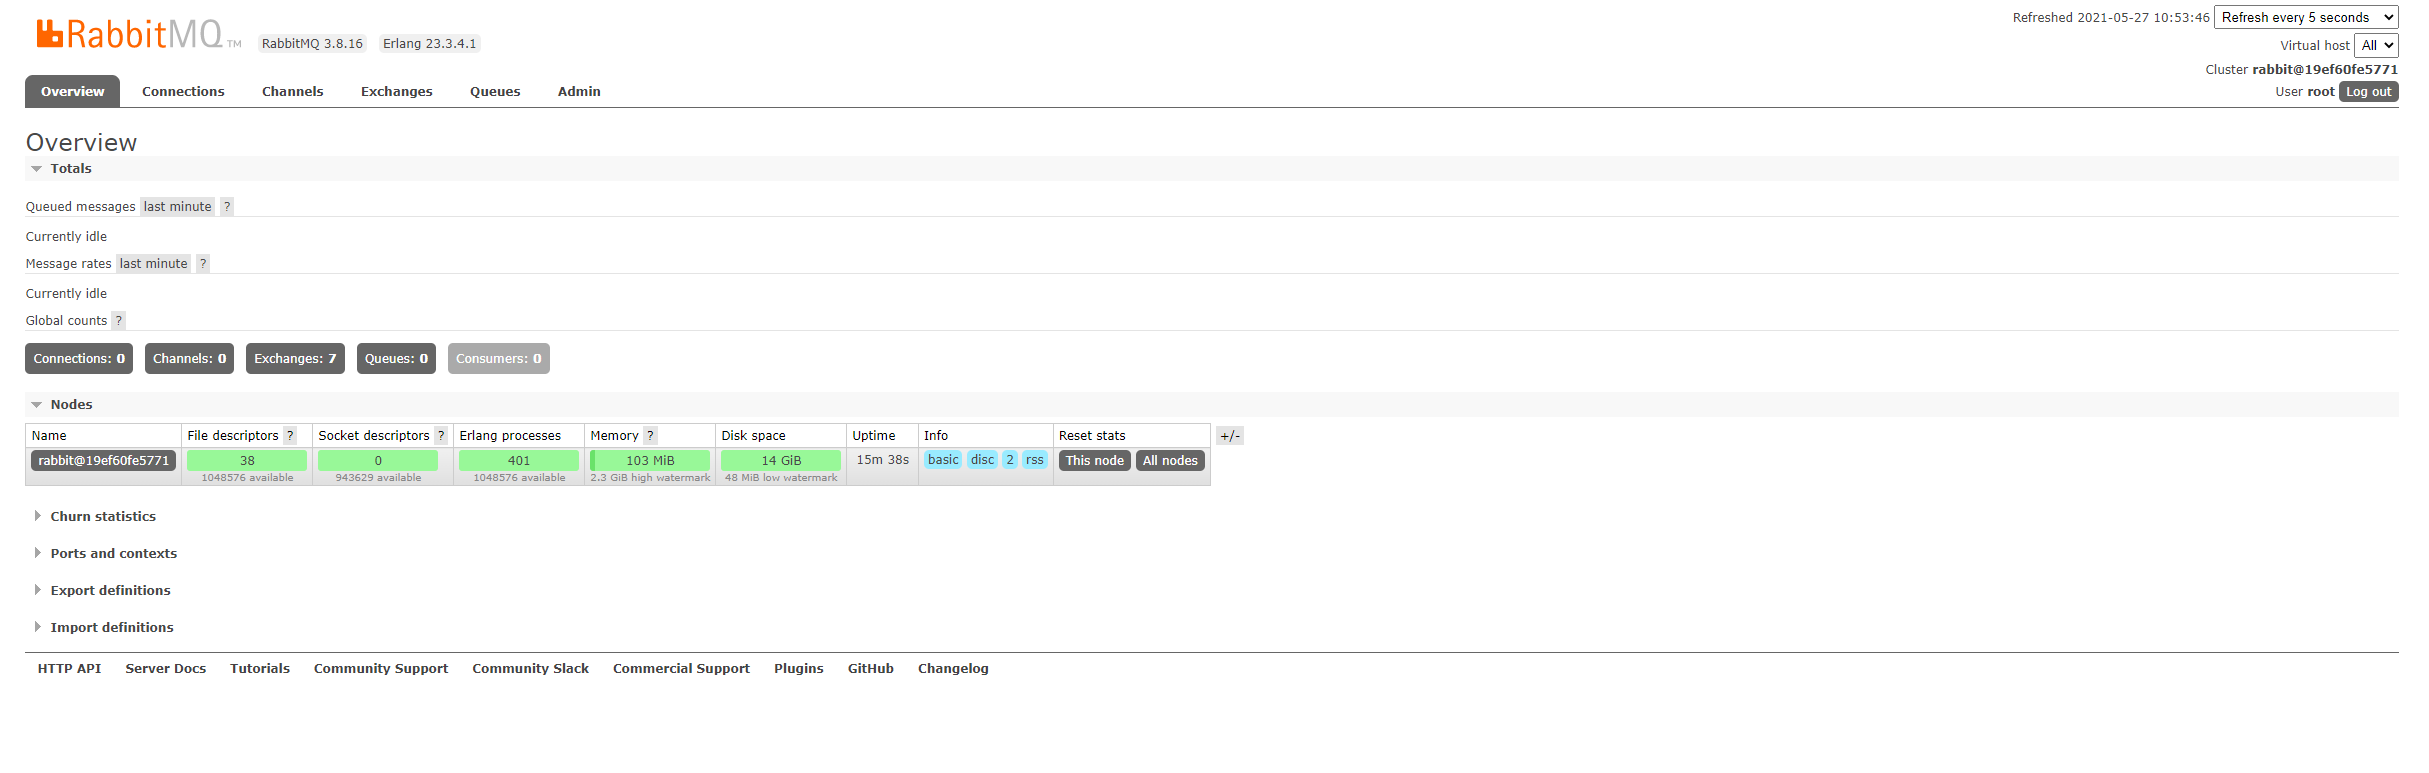 RabbitMQ TM RabbitMQ 3.8.16 Erlang 23.3.4.1
Refreshed 2021-05-27 10:53:46 Refresh every 5 seconds
Virtual host All
Cluster rabbit@19ef60fe5771
User root Log out
Overview Connections Channels Exchanges Queues Admin
Overview
Totals
Queued messages last minute ?
Currently idle
Message rates last minute ?
Currently idle
Global counts ?
Connections: 0 Channels: 0 Exchanges: 7 Queues: 0 Consumers: 0
Nodes
Name File descriptors ? Socket descriptors ? Erlang processes Memory ? Disk space Uptime Info Reset stats +/-
rabbit@19ef60fe5771 38 0 401 103 MiB 14 GiB 15m 38s basic disc 2 rss This node All nodes
1048576 available 943629 available 1048576 available 2.3 GiB high watermark 48 MiB low watermark
Churn statistics
Ports and contexts
Export definitions
Import definitions
HTTP API Server Docs Tutorials Community Support Community Slack Commercial Support Plugins GitHub Changelog